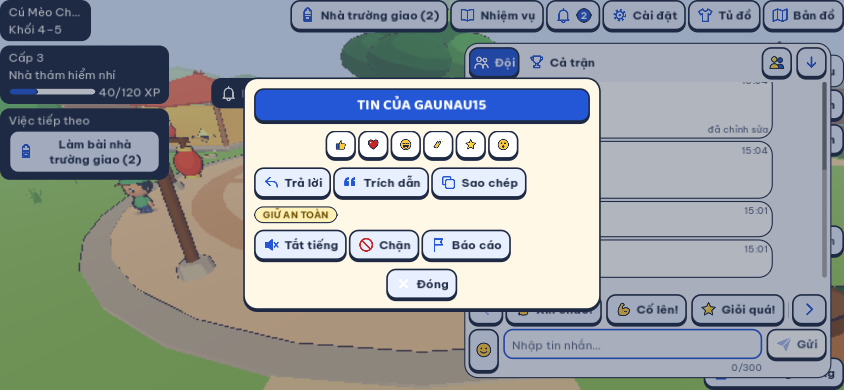 Cú Mèo Ch...
Khối 4-5
Cấp 3
Nhà thám hiểm nhí
40/120 XP
Việc tiếp theo
Làm bài nhà
trường giao (2)
Nhà trường giao (2)
Nhiệm vụ
2
Cài đặt
Tủ đồ
Bản đồ
Đội
Cả trận
TIN CỦA GAUNAU15
Trả lời
Trích dẫn
Sao chép
GIỮ AN TOÀN
Tắt tiếng
Chặn
Báo cáo
Đóng
đã chỉnh sửa
15:04
15:01
15:01
Cố lên!
Giỏi quá!
Nhập tin nhắn...
Gửi
0/300